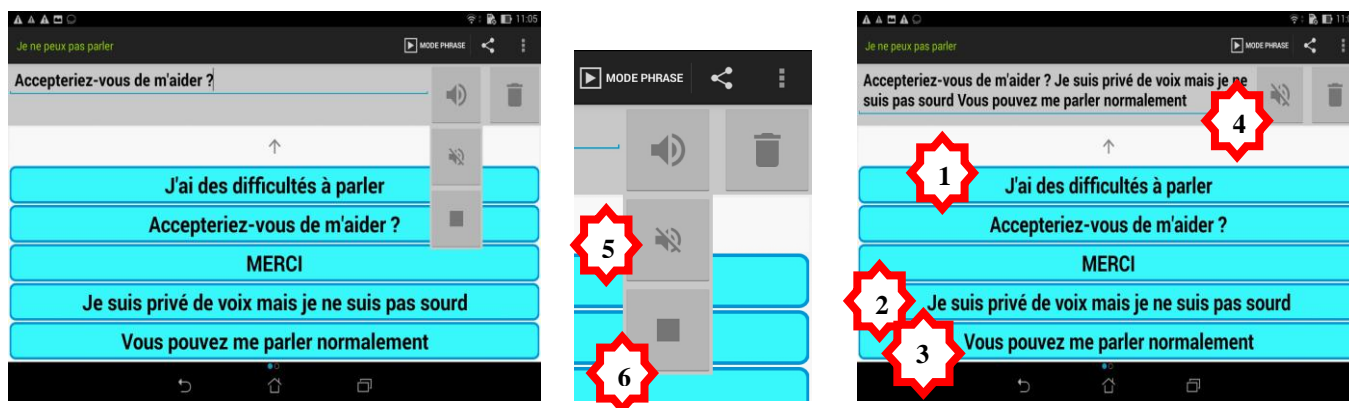 11:05
Je ne peux pas parler
MODE PHRASE
Accepteriez-vous de m'aider ?
J'ai des difficultés à parler
Accepteriez-vous de m'aider ?
MERCI
Je suis privé de voix mais je ne suis pas sourd
Vous pouvez me parler normalement
MODE PHRASE
5
6
Je ne peux pas parler
MODE PHRASE
Accepteriez-vous de m'aider ? Je suis privé de voix mais je ne
suis pas sourd Vous pouvez me parler normalement
4
1
J'ai des difficultés à parler
Accepteriez-vous de m'aider ?
MERCI
2
Je suis privé de voix mais je ne suis pas sourd
3
Vous pouvez me parler normalement